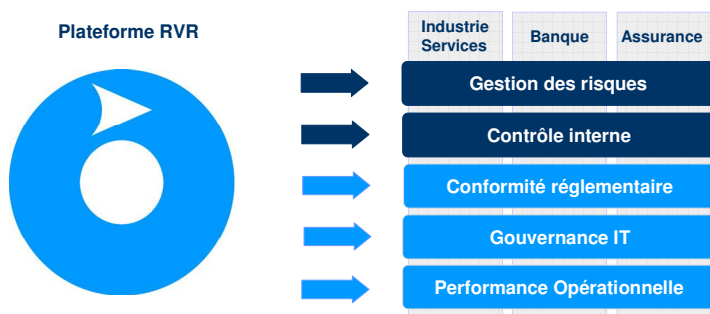 Plateforme RVR
Industrie
Services
Banque
Assurance
Gestion des risques
Contrôle interne
Conformité réglementaire
Gouvernance IT
Performance Opérationnelle